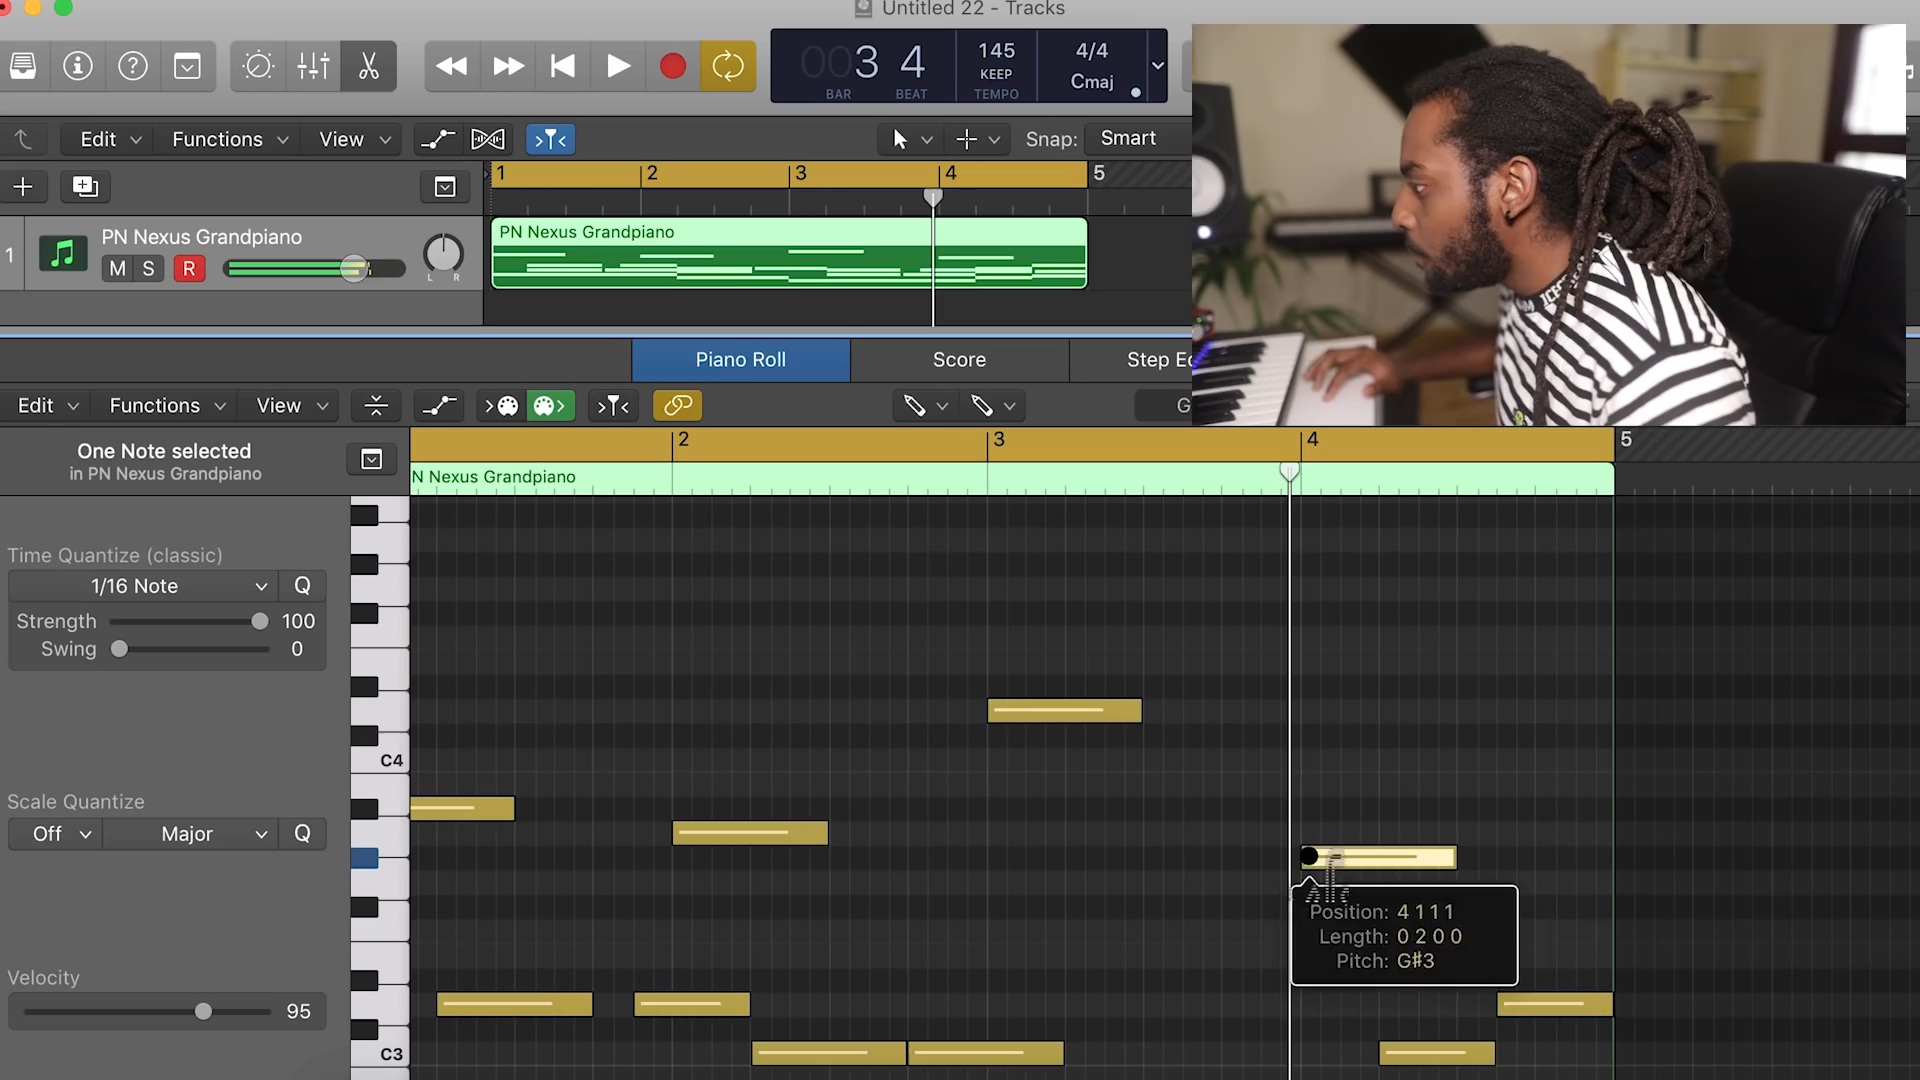 Untitled 22 - Tracks
003 4
BAR BEAT
145
KEEP
TEMPO
4/4
Cmaj
Edit Functions View
Snap: Smart
1 2 3 4 5
1
PN Nexus Grandpiano
M S R
L R
PN Nexus Grandpiano
Piano Roll
Score
Step E
Edit Functions View
One Note selected
in PN Nexus Grandpiano
2 3 4 5
N Nexus Grandpiano
Time Quantize (classic)
1/16 Note Q
Strength 100
Swing 0
Scale Quantize
Off Major Q
Velocity
95
C4
C3
Position: 4 1 1 1
Length: 0 2 0 0
Pitch: G♯3